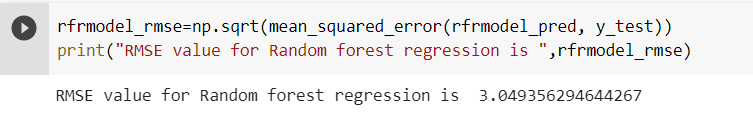 rfrmodel_rmse=np.sqrt(mean_squared_error(rfrmodel_pred, y_test))
print("RMSE value for Random forest regression is ",rfrmodel_rmse)
RMSE value for Random forest regression is  3.049356294644267